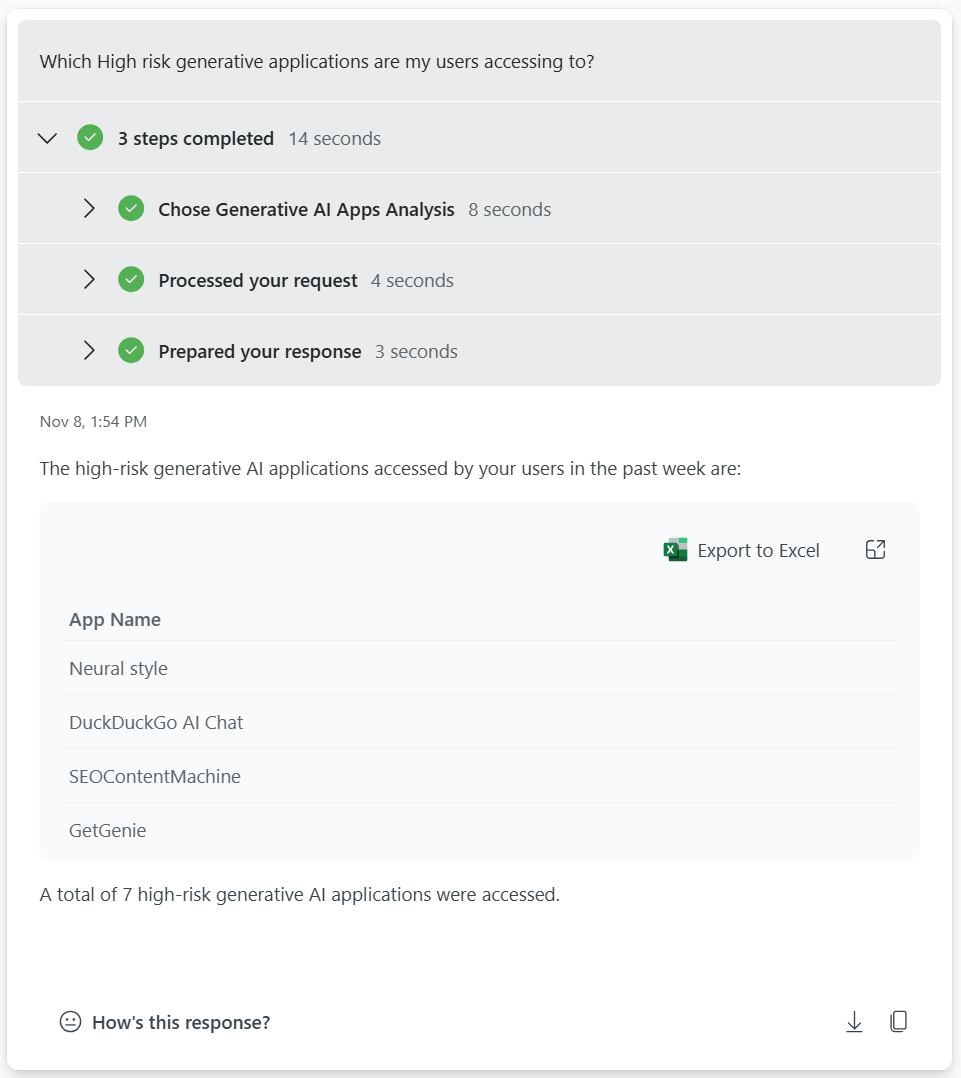 Which High risk generative applications are my users accessing to?
3 steps completed 14 seconds
Chose Generative AI Apps Analysis 8 seconds
Processed your request 4 seconds
Prepared your response 3 seconds
Nov 8, 1:54 PM
The high-risk generative AI applications accessed by your users in the past week are:
Export to Excel
App Name
Neural style
DuckDuckGo AI Chat
SEOContentMachine
GetGenie
A total of 7 high-risk generative AI applications were accessed.
How's this response?